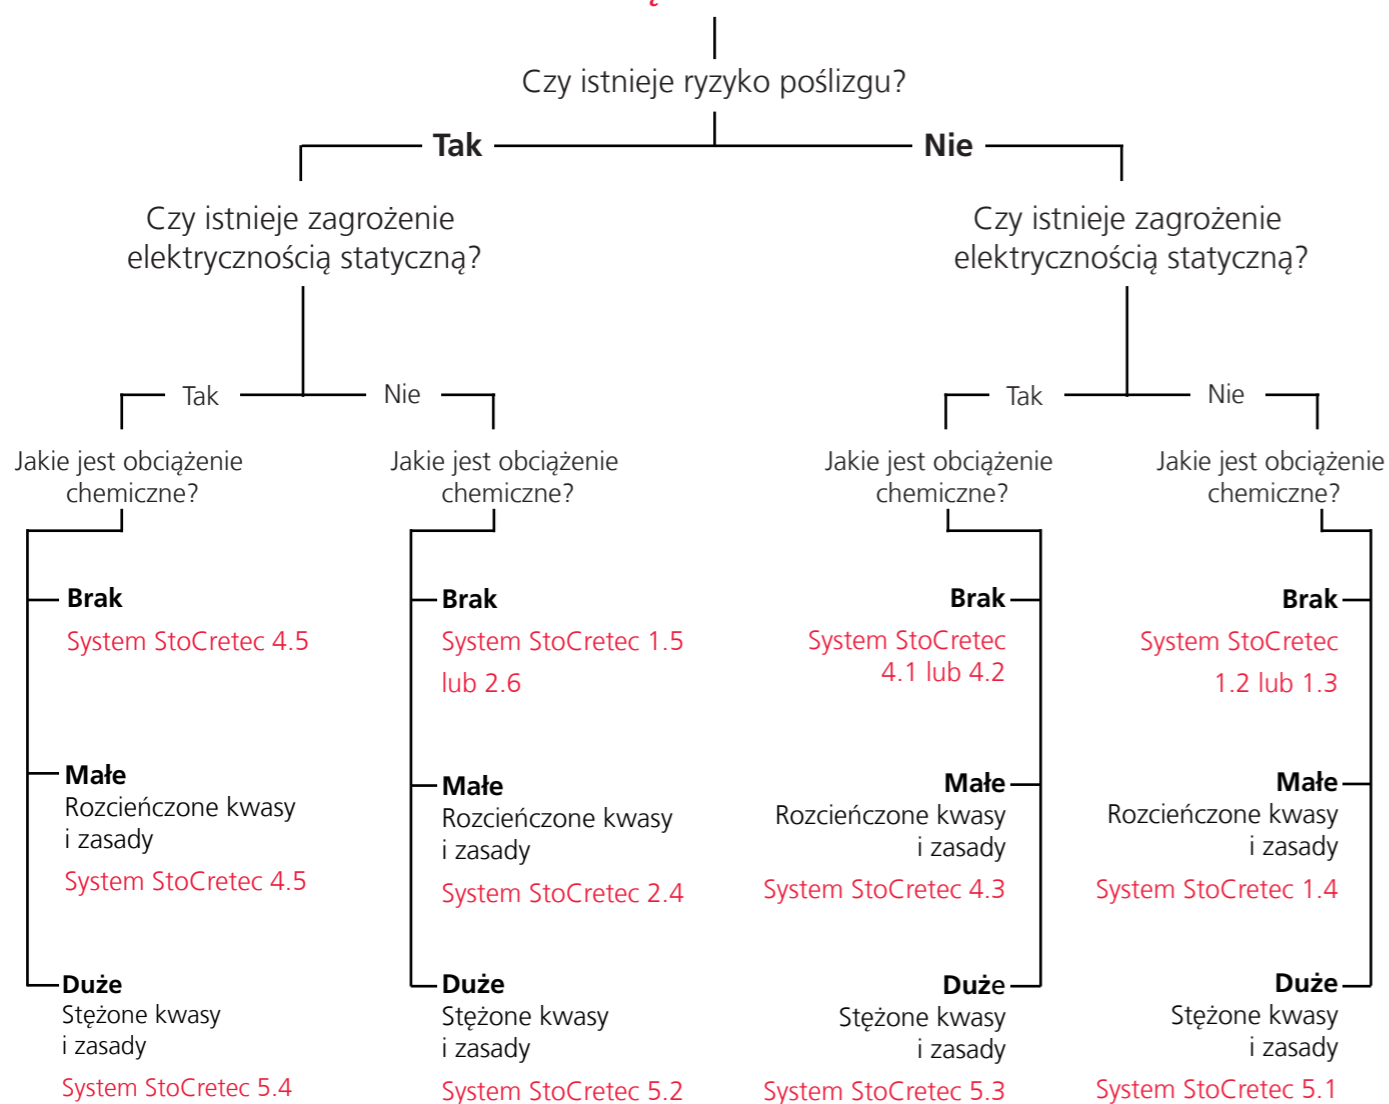 Czy istnieje ryzyko poślizgu?
Tak
Nie
Czy istnieje zagrożenie
elektrycznością statyczną?
Tak
Nie
Jakie jest obciążenie
chemiczne?
Brak
System StoCretec 4.5
Małe
Rozcieńczone kwasy
i zasady
System StoCretec 4.5
Duże
Stężone kwasy
i zasady
System StoCretec 5.4
Jakie jest obciążenie
chemiczne?
Brak
System StoCretec 1.5
lub 2.6
Małe
Rozcieńczone kwasy
i zasady
System StoCretec 2.4
Duże
Stężone kwasy
i zasady
System StoCretec 5.2
Czy istnieje zagrożenie
elektrycznością statyczną?
Tak
Nie
Jakie jest obciążenie
chemiczne?
Brak
System StoCretec
4.1 lub 4.2
Małe
Rozcieńczone kwasy
i zasady
System StoCretec 4.3
Duże
Stężone kwasy
i zasady
System StoCretec 5.3
Jakie jest obciążenie
chemiczne?
Brak
System StoCretec
1.2 lub 1.3
Małe
Rozcieńczone kwasy
i zasady
System StoCretec 1.4
Duże
Stężone kwasy
i zasady
System StoCretec 5.1